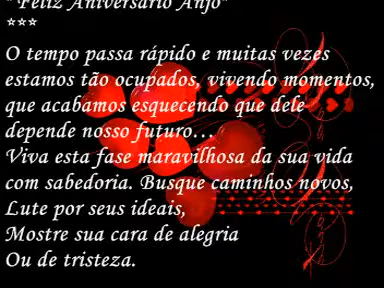 "Feliz Aniversário Anjo"
***
O tempo passa rápido e muitas vezes
estamos tão ocupados, vivendo momentos,
que acabamos esquecendo que dele
depende nosso futuro...
Viva esta fase maravilhosa da sua vida
com sabedoria. Busque caminhos novos,
Lute por seus ideais,
Mostre sua cara de alegria
Ou de tristeza.